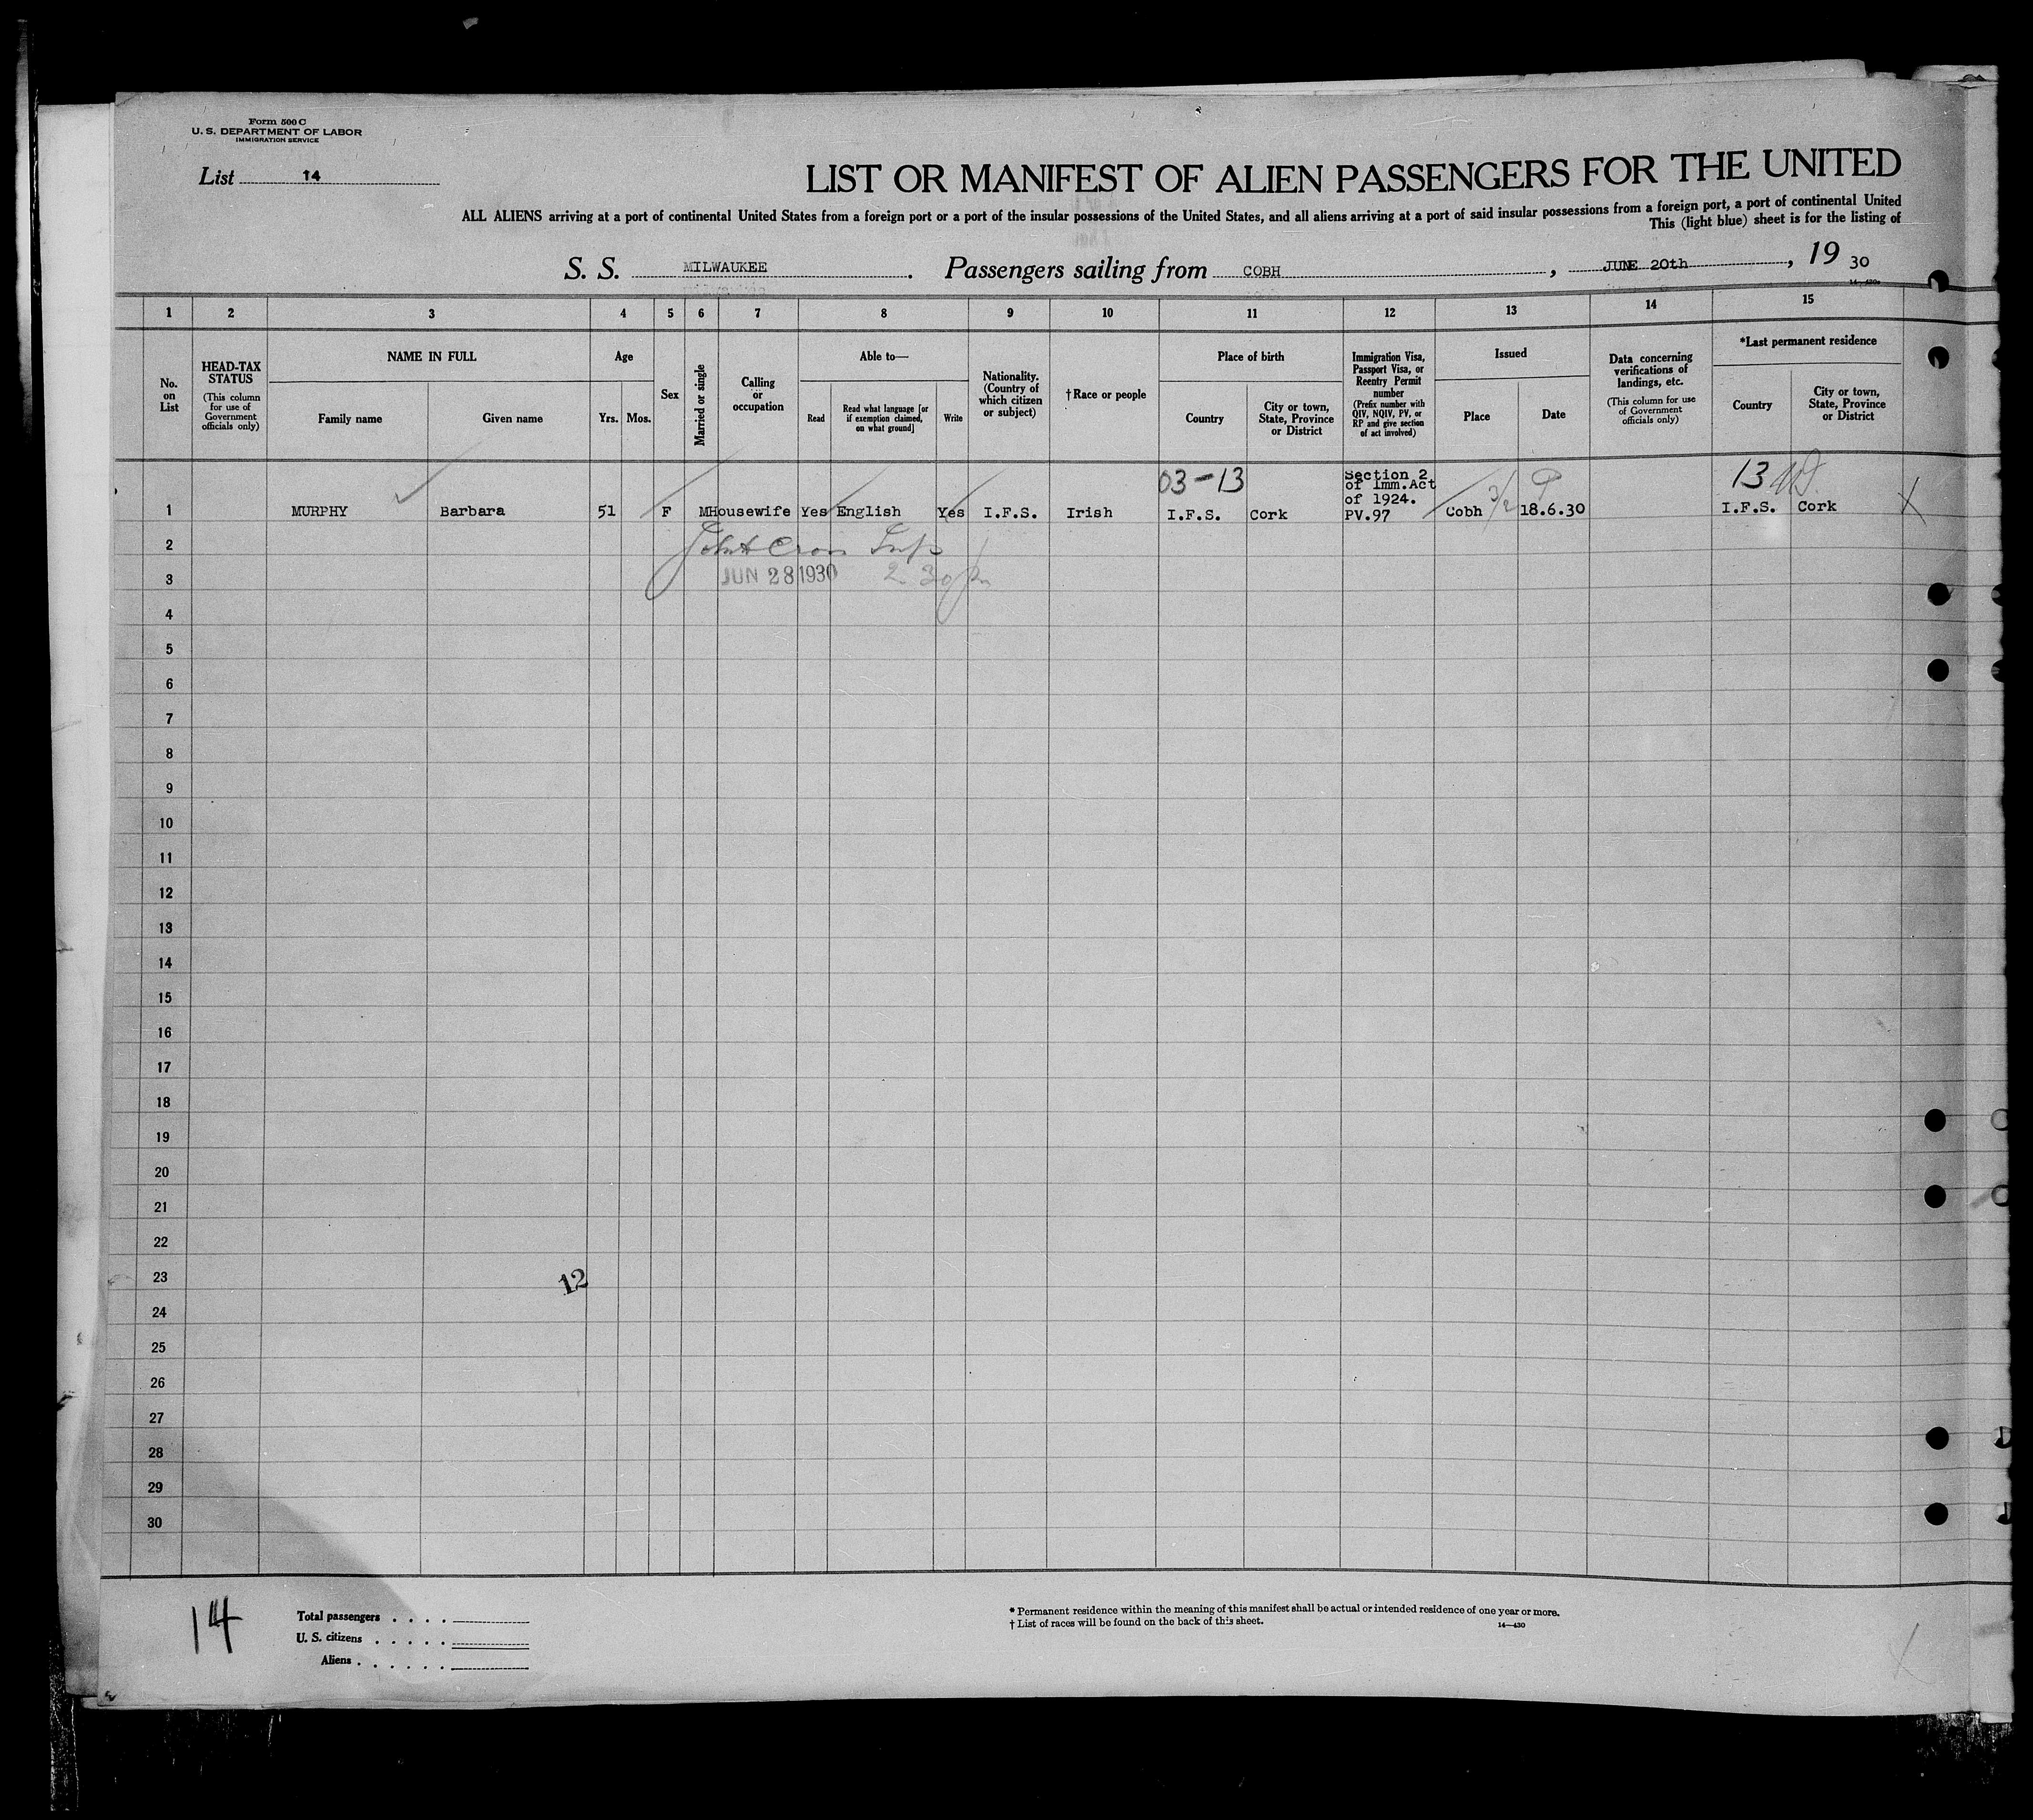 Form 500 C
U. S. DEPARTMENT OF LABOR
IMMIGRATION SERVICE
List 14
LIST OR MANIFEST OF ALIEN PASSENGERS FOR THE UNITED
ALL ALIENS arriving at a port of continental United States from a foreign port or a port of the insular possessions of the United States, and all aliens arriving at a port of said insular possessions from a foreign port, a port of continental United
This (light blue) sheet is for the listing of
S. S. MILWAUKEE . Passengers sailing from COBH , JUNE 20th , 19 30
1 2 3 4 5 6 7 8 9 10 11 12 13 14 15
No. on List
HEAD-TAX STATUS
(This column for use of Government officials only)
NAME IN FULL
Family name
Given name
Age
Yrs. Mos.
Sex
Married or single
Calling or occupation
Able to—
Read
Read what language [or if exemption claimed, on what ground]
Write
Nationality. (Country of which citizen or subject)
†Race or people
Place of birth
Country
City or town, State, Province or District
Immigration Visa, Passport Visa, or Reentry Permit number
(Prefix number with QIV, NQIV, PV, or RP and give section of act involved)
Issued
Place
Date
Data concerning verifications of landings, etc.
(This column for use of Government officials only)
*Last permanent residence
Country
City or town, State, Province or District
03-13
Section 2
of Imm.Act
of 1924.
13
1 MURPHY Barbara 51 F M Housewife Yes English Yes I.F.S. Irish I.F.S. Cork PV.97 Cobh 18.6.30 I.F.S. Cork
2
JUN 28 1930 2.30 pm
3
4
5
6
7
8
9
10
11
12
13
14
15
16
17
18
19
20
21
22
23
12
24
25
26
27
28
29
30
14
Total passengers
U. S. citizens
Aliens
* Permanent residence within the meaning of this manifest shall be actual or intended residence of one year or more.
† List of races will be found on the back of this sheet.
14—430